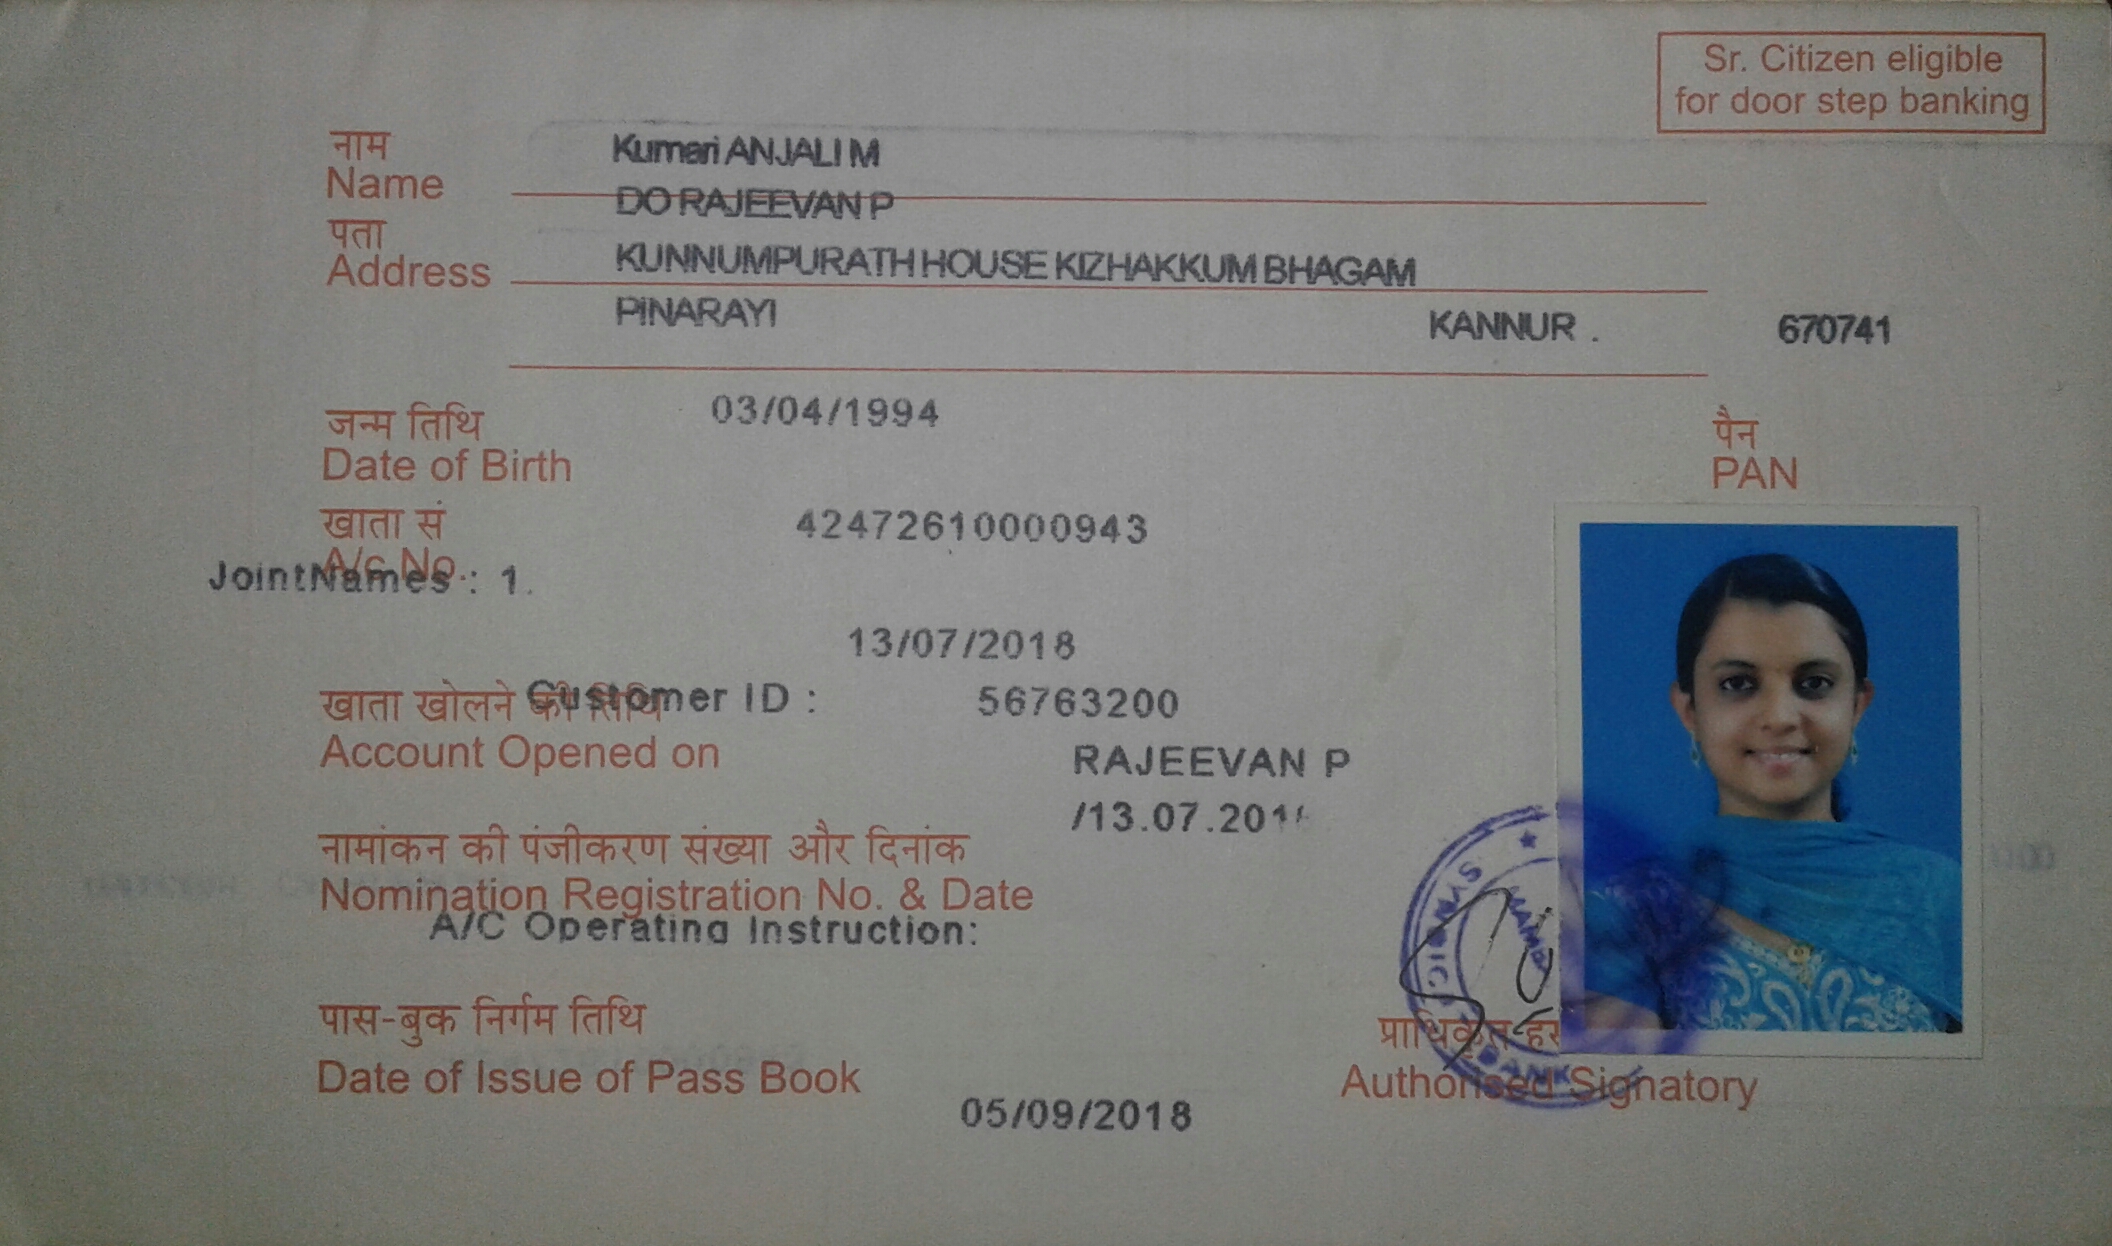 Sr. Citizen eligible
for door step banking
नाम
Name
Kumari ANJALI M
DO RAJEEVAN P
पता
Address
KUNNUMPURATH HOUSE KIZHAKKUM BHAGAM
PINARAYI KANNUR . 670741
जन्म तिथि
Date of Birth
03/04/1994
पैन
PAN
खाता सं
A/c No.
42472610000943
JointNames : 1.
13/07/2018
खाता खोलने की तिथि
Customer ID : 56763200
Account Opened on
RAJEEVAN P
/13.07.201
नामांकन की पंजीकरण संख्या और दिनांक
Nomination Registration No. & Date
A/C Operating Instruction:
पास-बुक निर्गम तिथि
Date of Issue of Pass Book
05/09/2018
प्राधिकृत
Authorised Signatory
BANK